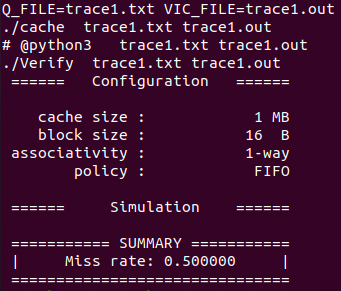 Q_FILE=trace1.txt VIC_FILE=trace1.out
./cache  trace1.txt trace1.out
# @python3   trace1.txt trace1.out
./Verify  trace1.txt trace1.out
======   Configuration   ======
cache size :            1 MB
block size :           16  B
associativity :          1-way
policy :           FIFO
======     Simulation    ======
=========== SUMMARY ===========
|     Miss rate: 0.500000     |
===============================